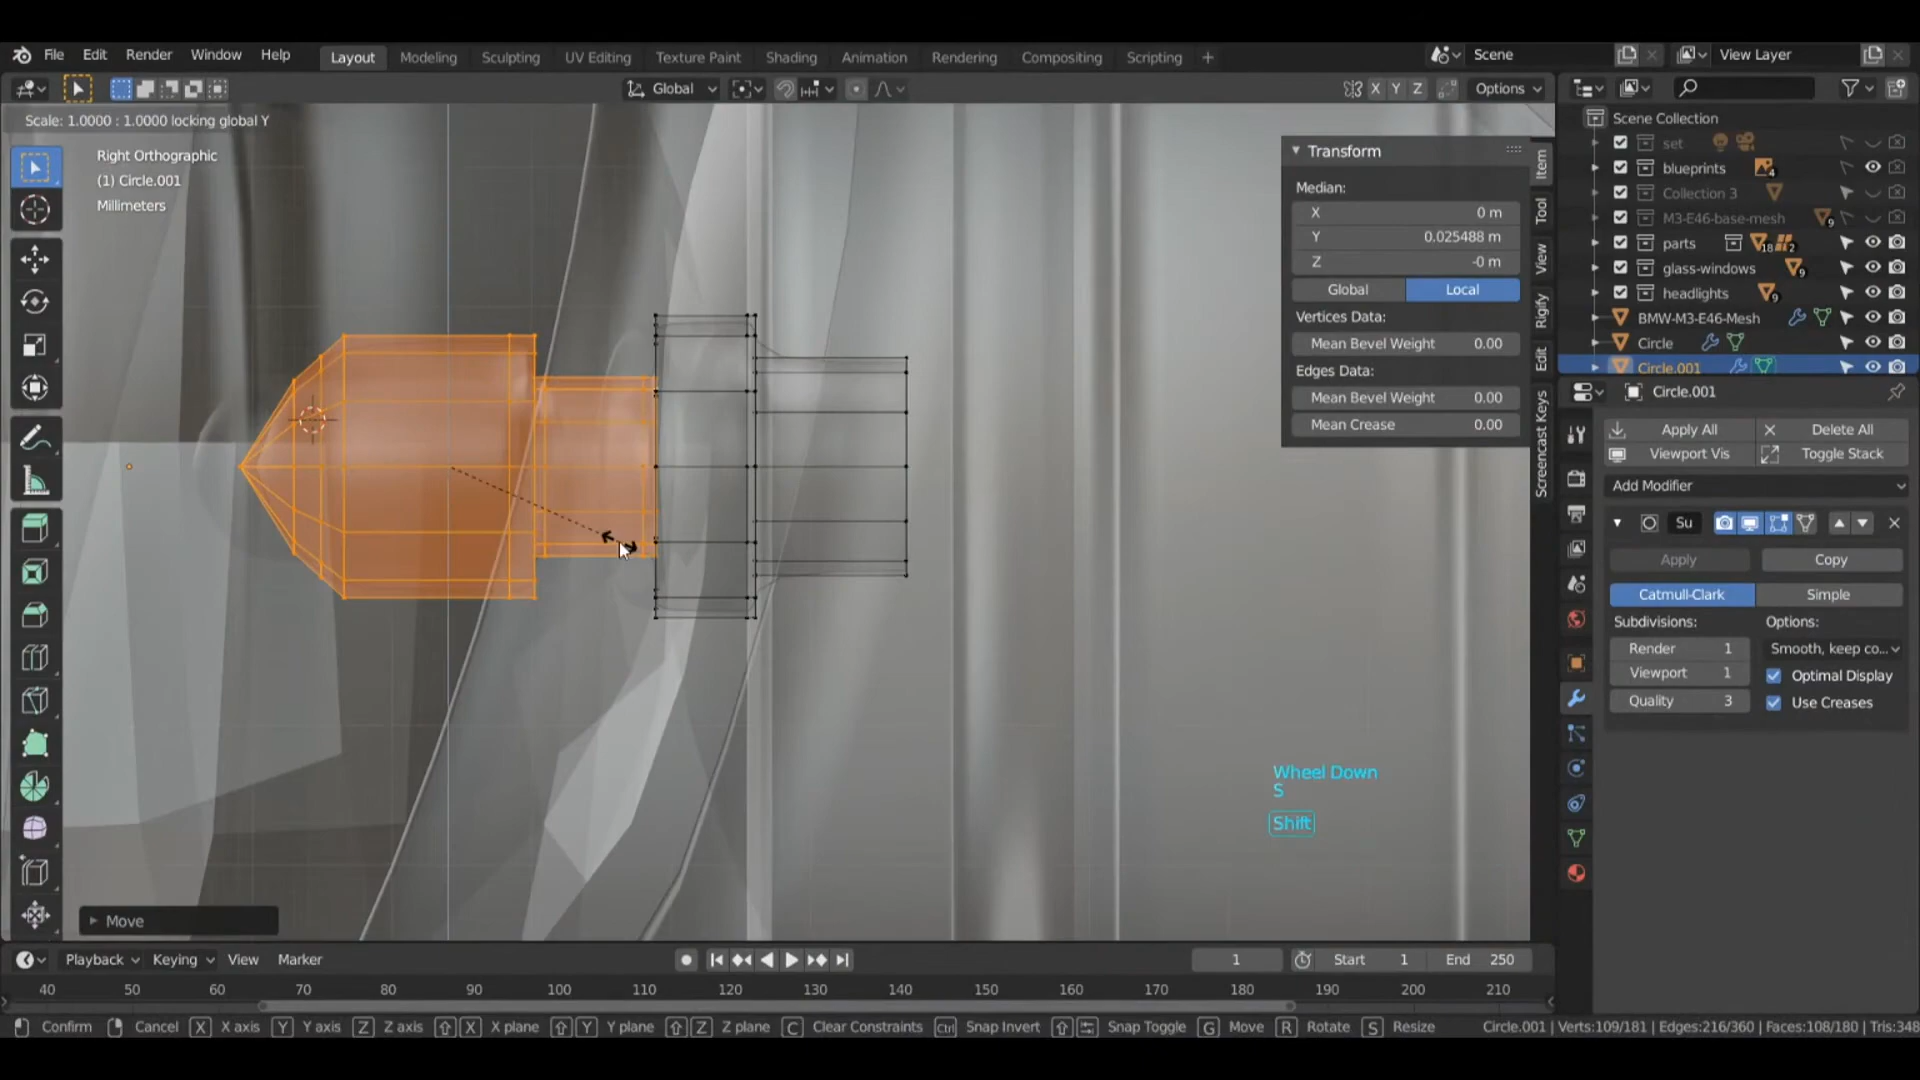 File Edit Render Window Help Layout Modeling Sculpting UV Editing Texture Paint Shading Animation Rendering Compositing Scripting + Scene View Layer
Global X Y Z Options
Scale: 1.0000 : 1.0000 locking global Y
Right Orthographic
(1) Circle.001
Millimeters
Transform
Median:
X 0 m
Y 0.025488 m
Z -0 m
Global Local
Vertices Data:
Mean Bevel Weight 0.00
Edges Data:
Mean Bevel Weight 0.00
Mean Crease 0.00
Item
Tool
View
Rigify
Edit
Screencast Keys
Scene Collection
set
blueprints 4
Collection 3
M3-E46-base-mesh 9
parts 18 2
glass-windows 9
headlights 9
BMW-M3-E46-Mesh
Circle
Circle.001
Circle.001
Apply All Delete All
Viewport Vis Toggle Stack
Add Modifier
Su
Apply Copy
Catmull-Clark Simple
Subdivisions: Options:
Render 1 Smooth, keep co...
Viewport 1 Optimal Display
Quality 3 Use Creases
Wheel Down
S
Shift
Move
Playback Keying View Marker 1 Start 1 End 250
40 50 60 70 80 90 100 110 120 130 140 150 160 170 180 190 200 210
Confirm Cancel X X axis Y Y axis Z Z axis X X plane Y Y plane Z Z plane C Clear Constraints Ctrl Snap Invert Snap Toggle G Move R Rotate S Resize Circle.001 | Verts:109/181 | Edges:216/360 | Faces:108/180 | Tris:348